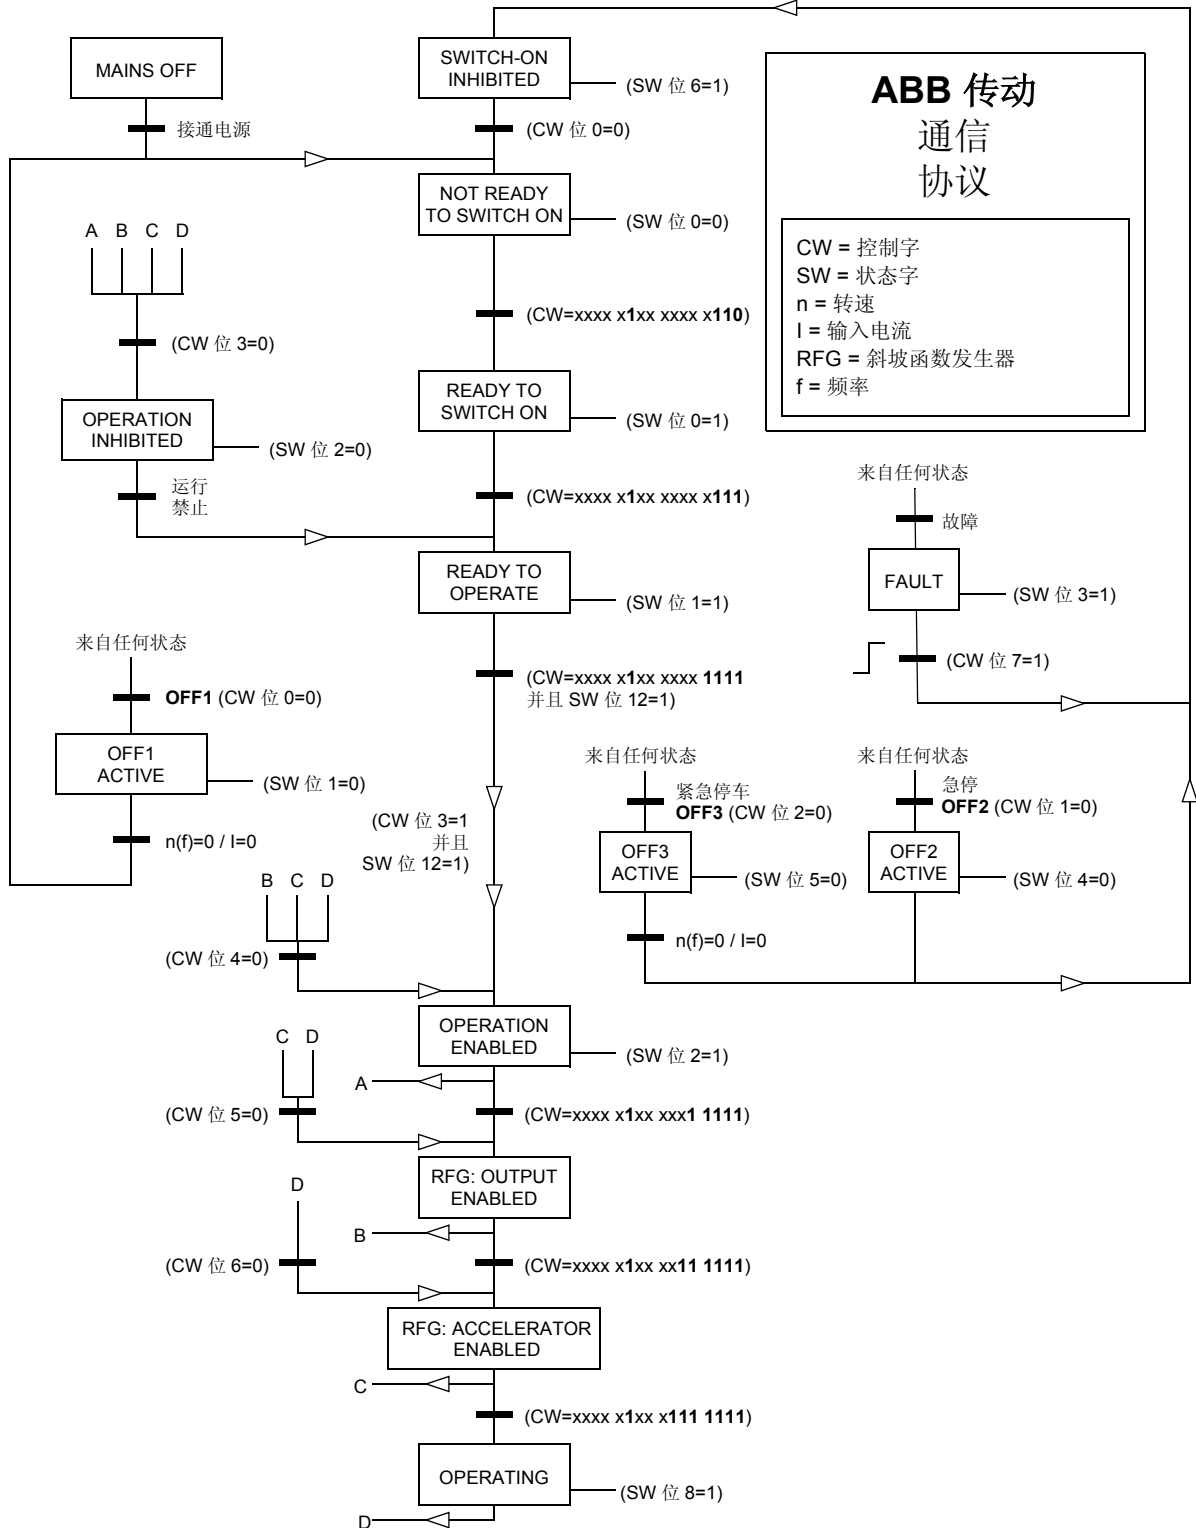 MAINS OFF
接通电源
SWITCH-ON
INHIBITED
(SW 位 6=1)
(CW 位 0=0)
ABB 传动
通信
协议
CW = 控制字
SW = 状态字
n = 转速
I = 输入电流
RFG = 斜坡函数发生器
f = 频率
NOT READY
TO SWITCH ON
(SW 位 0=0)
A B C D
(CW 位 3=0)
(CW=xxxx x1xx xxxx x110)
OPERATION
INHIBITED
(SW 位 2=0)
READY TO
SWITCH ON
(SW 位 0=1)
运行
禁止
(CW=xxxx x1xx xxxx x111)
来自任何状态
故障
FAULT
(SW 位 3=1)
(CW 位 7=1)
READY TO
OPERATE
(SW 位 1=1)
来自任何状态
OFF1 (CW 位 0=0)
(CW=xxxx x1xx xxxx 1111
并且 SW 位 12=1)
OFF1
ACTIVE
(SW 位 1=0)
n(f)=0 / I=0
(CW 位 3=1
并且
SW 位 12=1)
来自任何状态
紧急停车
OFF3 (CW 位 2=0)
OFF3
ACTIVE
(SW 位 5=0)
n(f)=0 / I=0
来自任何状态
急停
OFF2 (CW 位 1=0)
OFF2
ACTIVE
(SW 位 4=0)
B C D
(CW 位 4=0)
OPERATION
ENABLED
(SW 位 2=1)
C D
A
(CW 位 5=0)
(CW=xxxx x1xx xxx1 1111)
RFG: OUTPUT
ENABLED
D
B
(CW 位 6=0)
(CW=xxxx x1xx xx11 1111)
RFG: ACCELERATOR
ENABLED
C
(CW=xxxx x1xx x111 1111)
OPERATING
(SW 位 8=1)
D